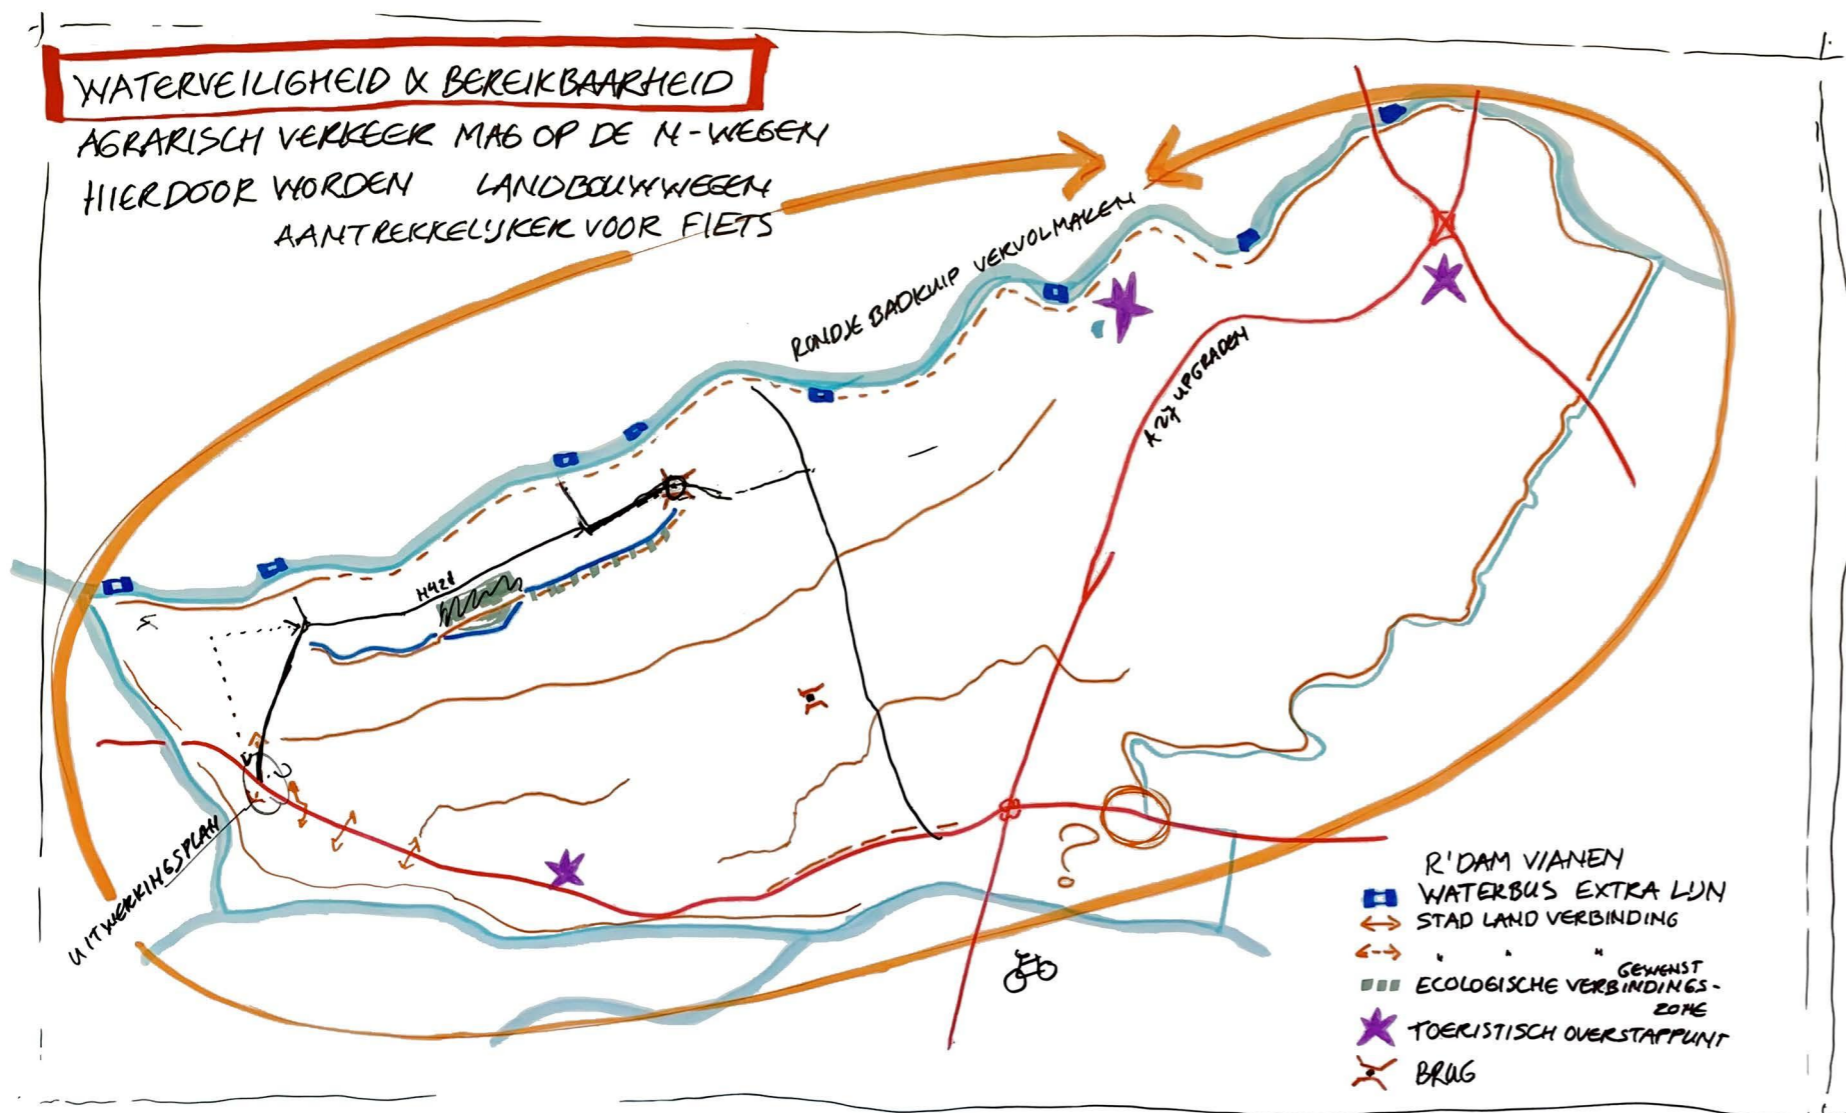 WATERVEILIGHEID & BEREIKBAARHEID
AGRARISCH VERKEER MAG OP DE N-WEGEN
HIERDOOR WORDEN LANDBOUWWEGEN
AANTREKKELIJKER VOOR FIETS
RONDJE BADKUIP VERVOLMAKEN
A27 UPGRADEN
N421
UITWERKINGSPLAN
?
R'DAM VIANEN
WATERBUS EXTRA LIJN
STAD LAND VERBINDING
" " " GEWENST
ECOLOGISCHE VERBINDINGS-
ZONE
TOERISTISCH OVERSTAPPUNT
BRUG